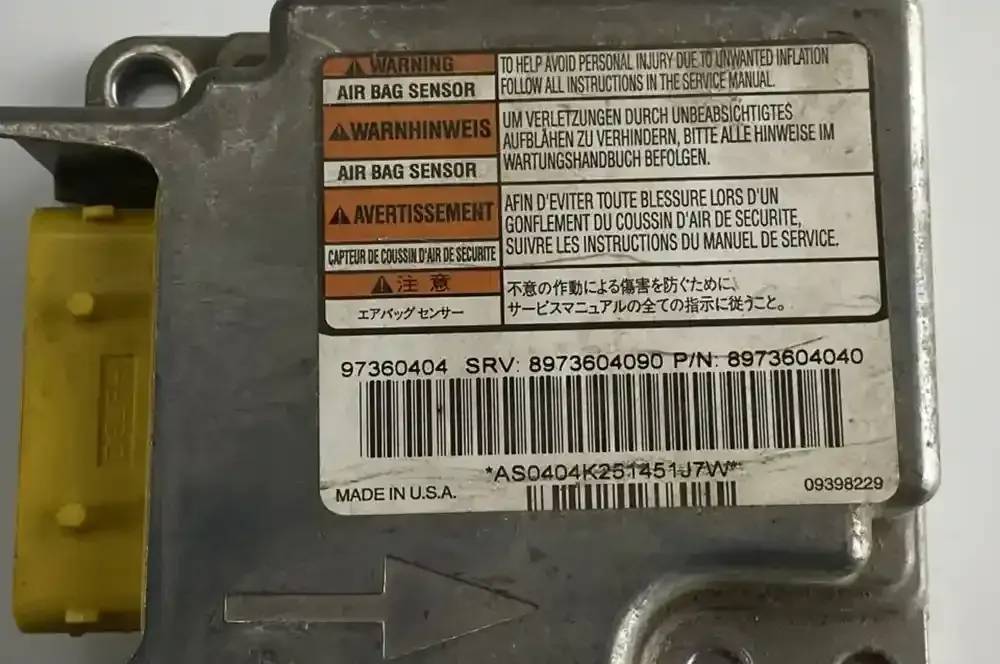 WARNING
AIR BAG SENSOR
TO HELP AVOID PERSONAL INJURY DUE TO UNWANTED INFLATION
FOLLOW ALL INSTRUCTIONS IN THE SERVICE MANUAL.
WARNHINWEIS
AIR BAG SENSOR
UM VERLETZUNGEN DURCH UNBEABSICHTIGTES
AUFBLÄHEN ZU VERHINDERN, BITTE ALLE HINWEISE IM
WARTUNGSHANDBUCH BEFOLGEN.
AVERTISSEMENT
CAPTEUR DE COUSSIN D'AIR DE SECURITE
AFIN D'EVITER TOUTE BLESSURE LORS D'UN
GONFLEMENT DU COUSSIN D'AIR DE SECURITE,
SUIVRE LES INSTRUCTIONS DU MANUEL DE SERVICE.
注意
エアバッグ センサー
不意の作動による傷害を防ぐために、
サービスマニュアルの全ての指示に従うこと。
97360404 SRV: 8973604090 P/N: 8973604040
*AS0404K251451J7W*
MADE IN U.S.A.
09398229